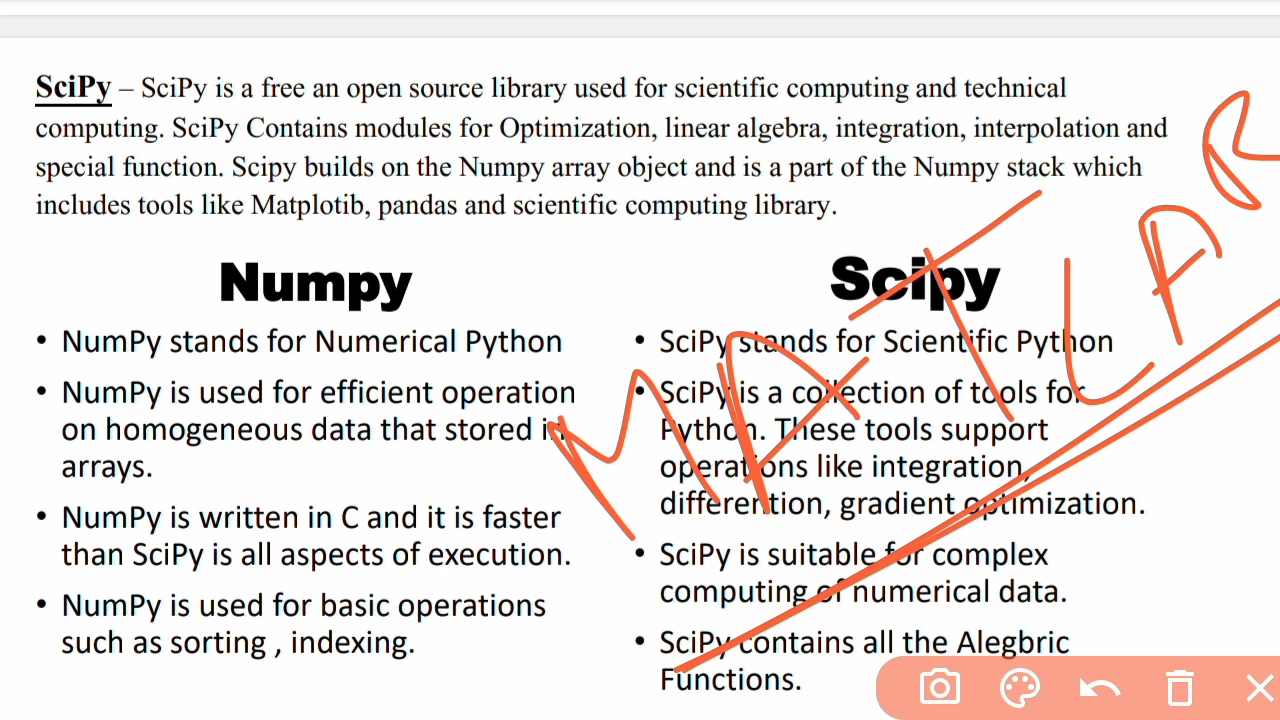 SciPy – SciPy is a free an open source library used for scientific computing and technical
computing. SciPy Contains modules for Optimization, linear algebra, integration, interpolation and
special function. Scipy builds on the Numpy array object and is a part of the Numpy stack which
includes tools like Matplotib, pandas and scientific computing library.
Numpy
• NumPy stands for Numerical Python
• NumPy is used for efficient operation
on homogeneous data that stored in
arrays.
• NumPy is written in C and it is faster
than SciPy is all aspects of execution.
• NumPy is used for basic operations
such as sorting , indexing.
Scipy
• SciPy stands for Scientific Python
• SciPy is a collection of tools for
Python. These tools support
operations like integration,
differention, gradient optimization.
• SciPy is suitable for complex
computing of numerical data.
• SciPy contains all the Alegbric
Functions.
MATLAB